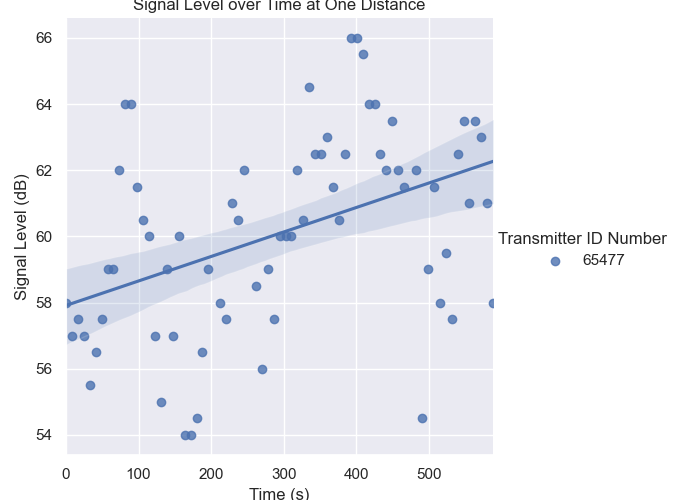 Signal Level over Time at One Distance
66
64
62
60
58
56
54
Signal Level (dB)
0 100 200 300 400 500
Time (s)
Transmitter ID Number
65477